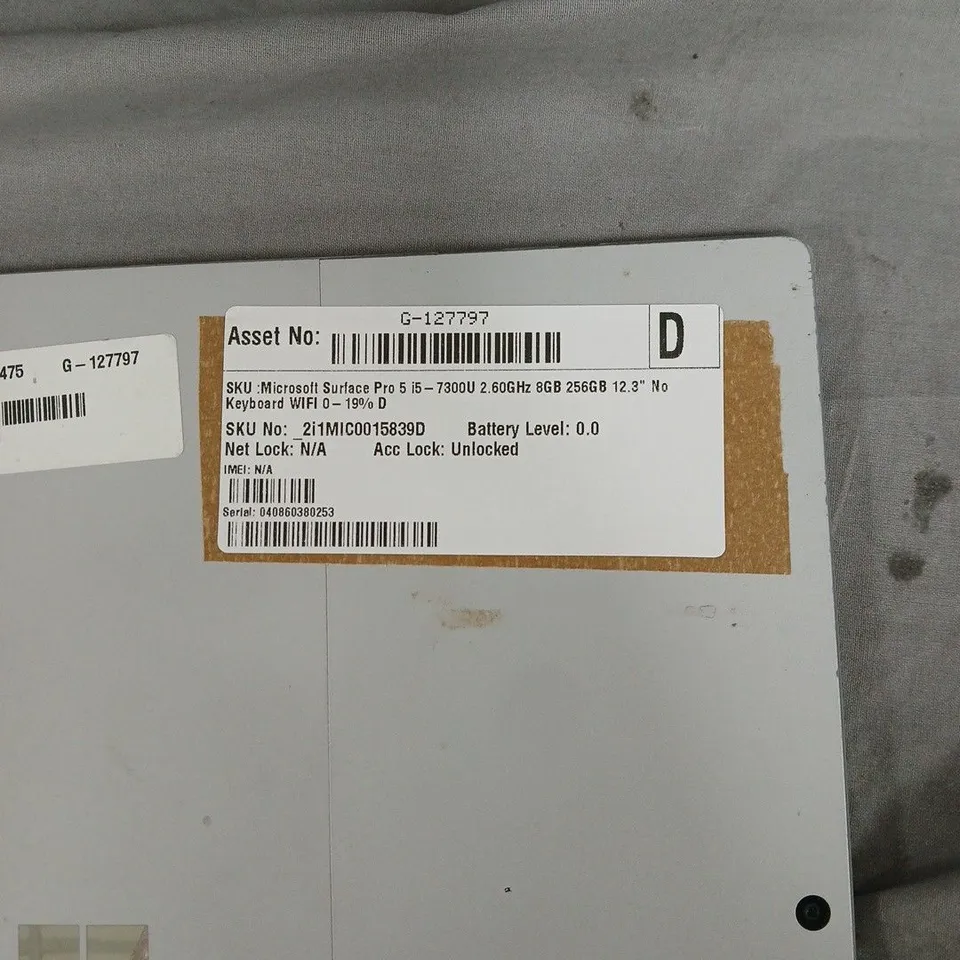 475 G-127797
G-127797
Asset No:
D
SKU :Microsoft Surface Pro 5 i5-7300U 2.60GHz 8GB 256GB 12.3" No
Keyboard WIFI 0-19% D
SKU No: _2i1MIC0015839D Battery Level: 0.0
Net Lock: N/A Acc Lock: Unlocked
IMEI: N/A
Serial: 040860380253